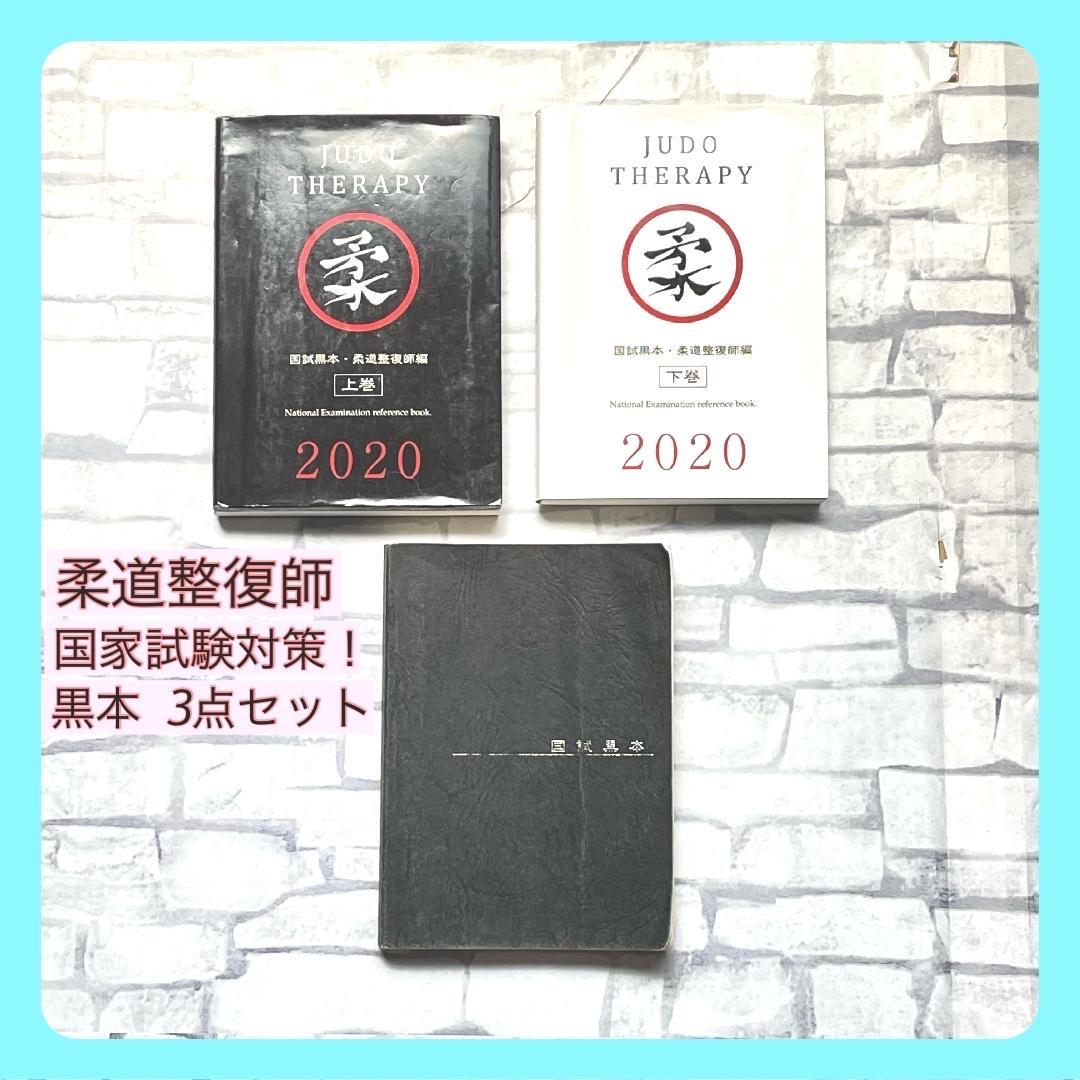 JUDO
THERAPY
柔
国試黒本・柔道整復師編
上巻
National Examination reference book.
2020
JUDO
THERAPY
柔
国試黒本・柔道整復師編
下巻
National Examination reference book.
2020
柔道整復師
国家試験対策！
黒本 3点セット
国試黒本